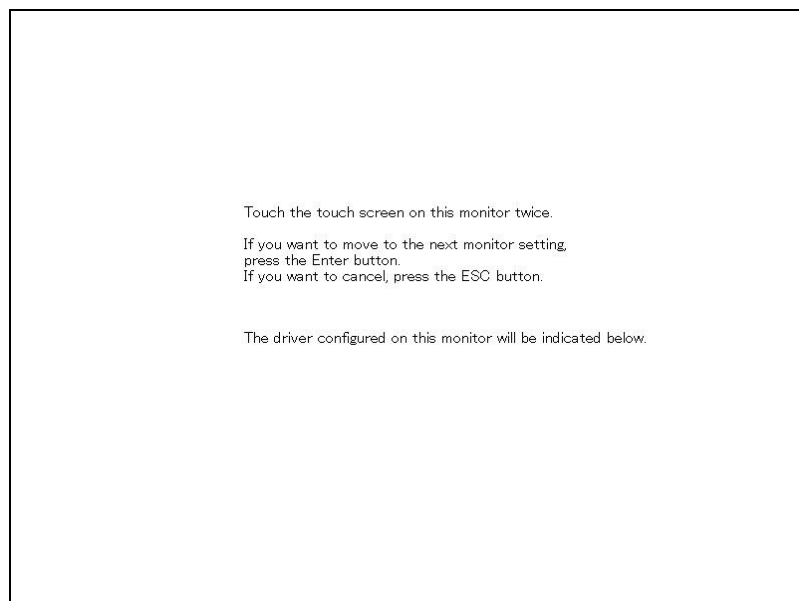 Touch the touch screen on this monitor twice.
If you want to move to the next monitor setting,
press the Enter button.
If you want to cancel, press the ESC button.
The driver configured on this monitor will be indicated below.